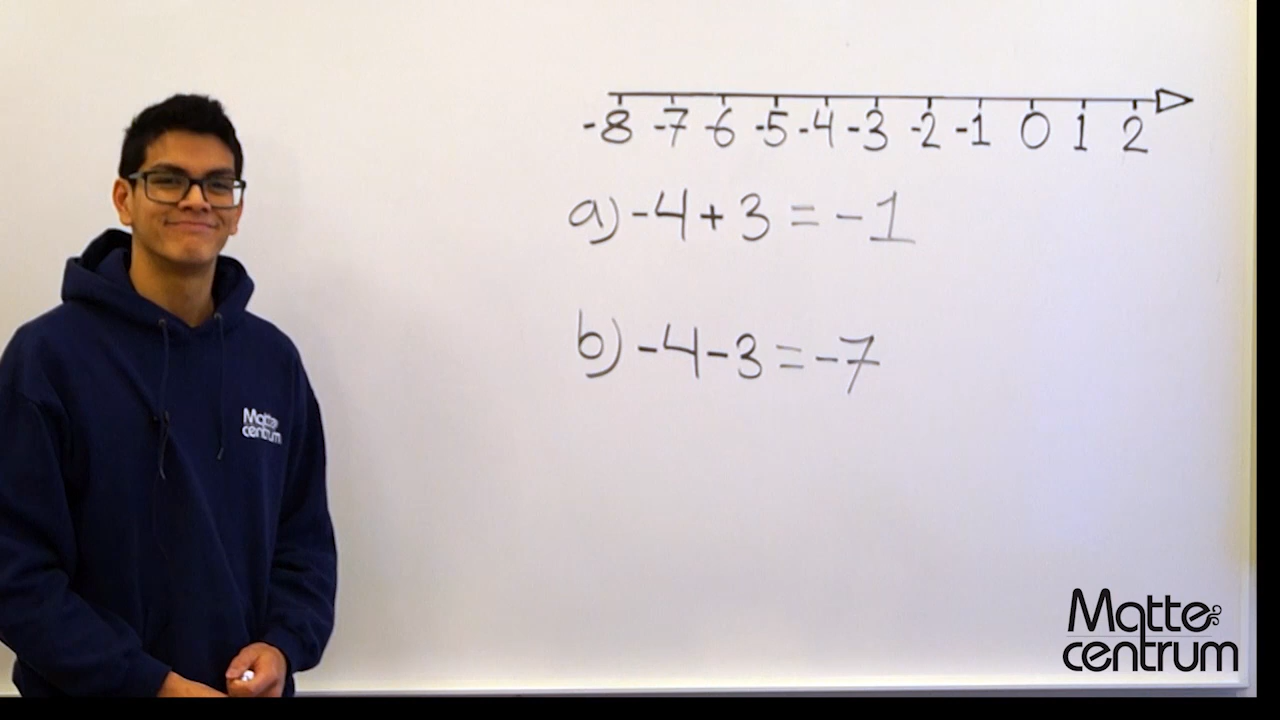 -8 -7 -6 -5 -4 -3 -2 -1 0 1 2
a) -4 + 3 = -1
b) -4 - 3 = -7
Matte
centrum
Matte
centrum